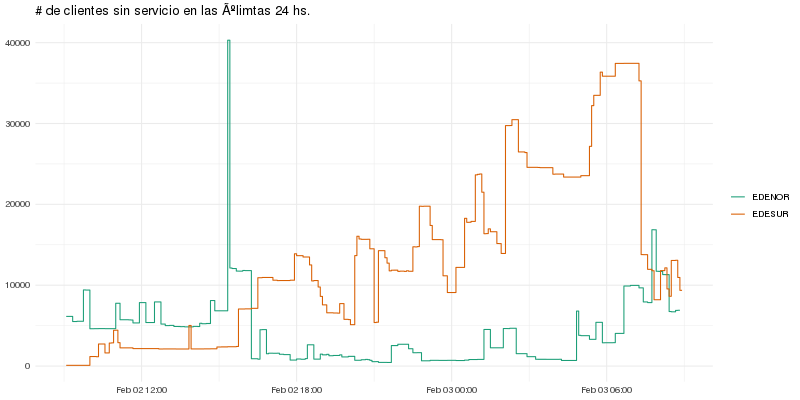 # de clientes sin servicio en las Ãºlimtas 24 hs.
40000
30000
20000
10000
0
Feb 02 12:00
Feb 02 18:00
Feb 03 00:00
Feb 03 06:00
EDENOR
EDESUR